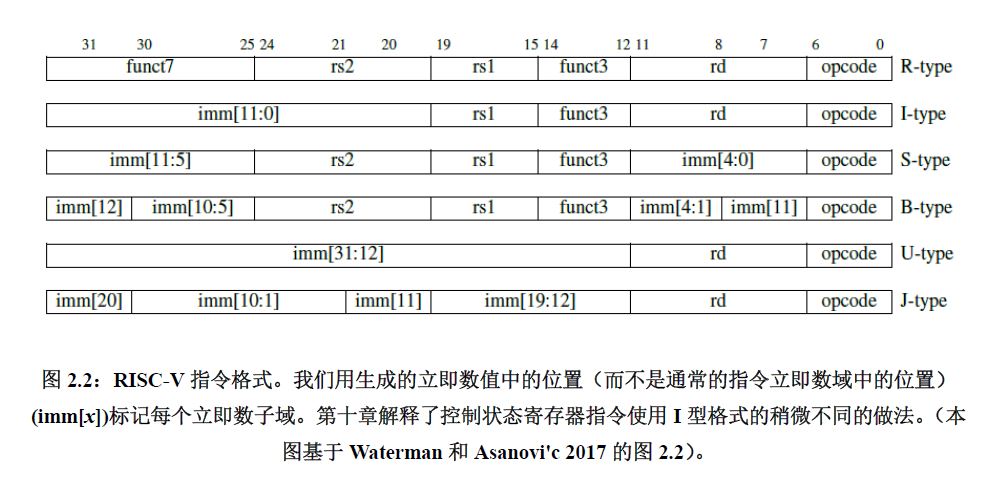 31 30 25 24 21 20 19 15 14 12 11 8 7 6 0
funct7 rs2 rs1 funct3 rd opcode R-type
imm[11:0] rs1 funct3 rd opcode I-type
imm[11:5] rs2 rs1 funct3 imm[4:0] opcode S-type
imm[12] imm[10:5] rs2 rs1 funct3 imm[4:1] imm[11] opcode B-type
imm[31:12] rd opcode U-type
imm[20] imm[10:1] imm[11] imm[19:12] rd opcode J-type
图 2.2：RISC-V 指令格式。我们用生成的立即数值中的位置（而不是通常的指令立即数域中的位置）
(imm[x])标记每个立即数子域。第十章解释了控制状态寄存器指令使用 I 型格式的稍微不同的做法。（本
图基于 Waterman 和 Asanovi'c 2017 的图 2.2）。